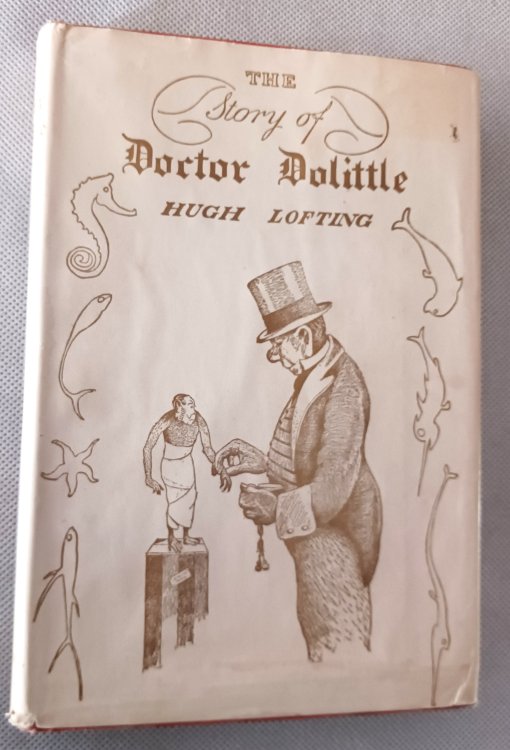 THE
Story of
Doctor Dolittle
HUGH LOFTING